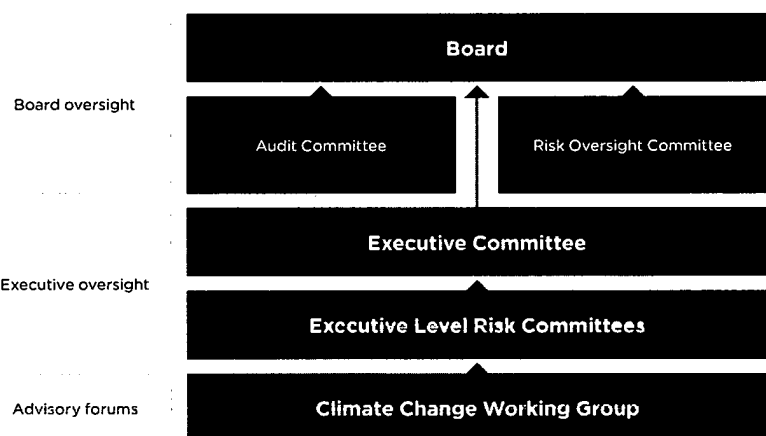 Board
Board oversight
Audit Committee
Risk Oversight Committee
Executive Committee
Executive oversight
Executive Level Risk Committees
Advisory forums
Climate Change Working Group